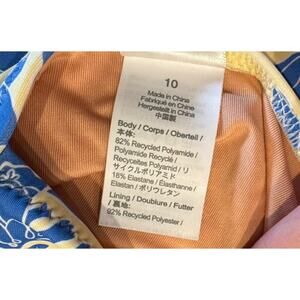 10
Made in China
Fabriqué en Chine
Hergestellt in China
中国製
Body / Corps / Obertell /
本体:
82% Recycled Polyamide /
Polyamide Recyclé /
Recyceltes Polyamid / リ
サイクルポリアミド
18% Elastane / Élasthanne /
Elastan / ポリウレタン
Lining / Doublure / Futter
/ 裏地:
92% Recycled Polyester /